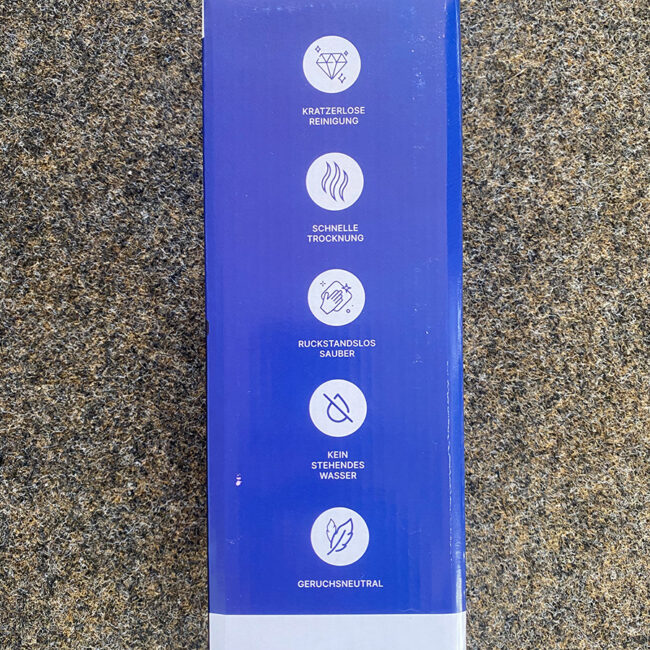 KRATZERLOSE
REINIGUNG
SCHNELLE
TROCKNUNG
RUCKSTANDSLOS
SAUBER
KEIN
STEHENDES
WASSER
GERUCHSNEUTRAL